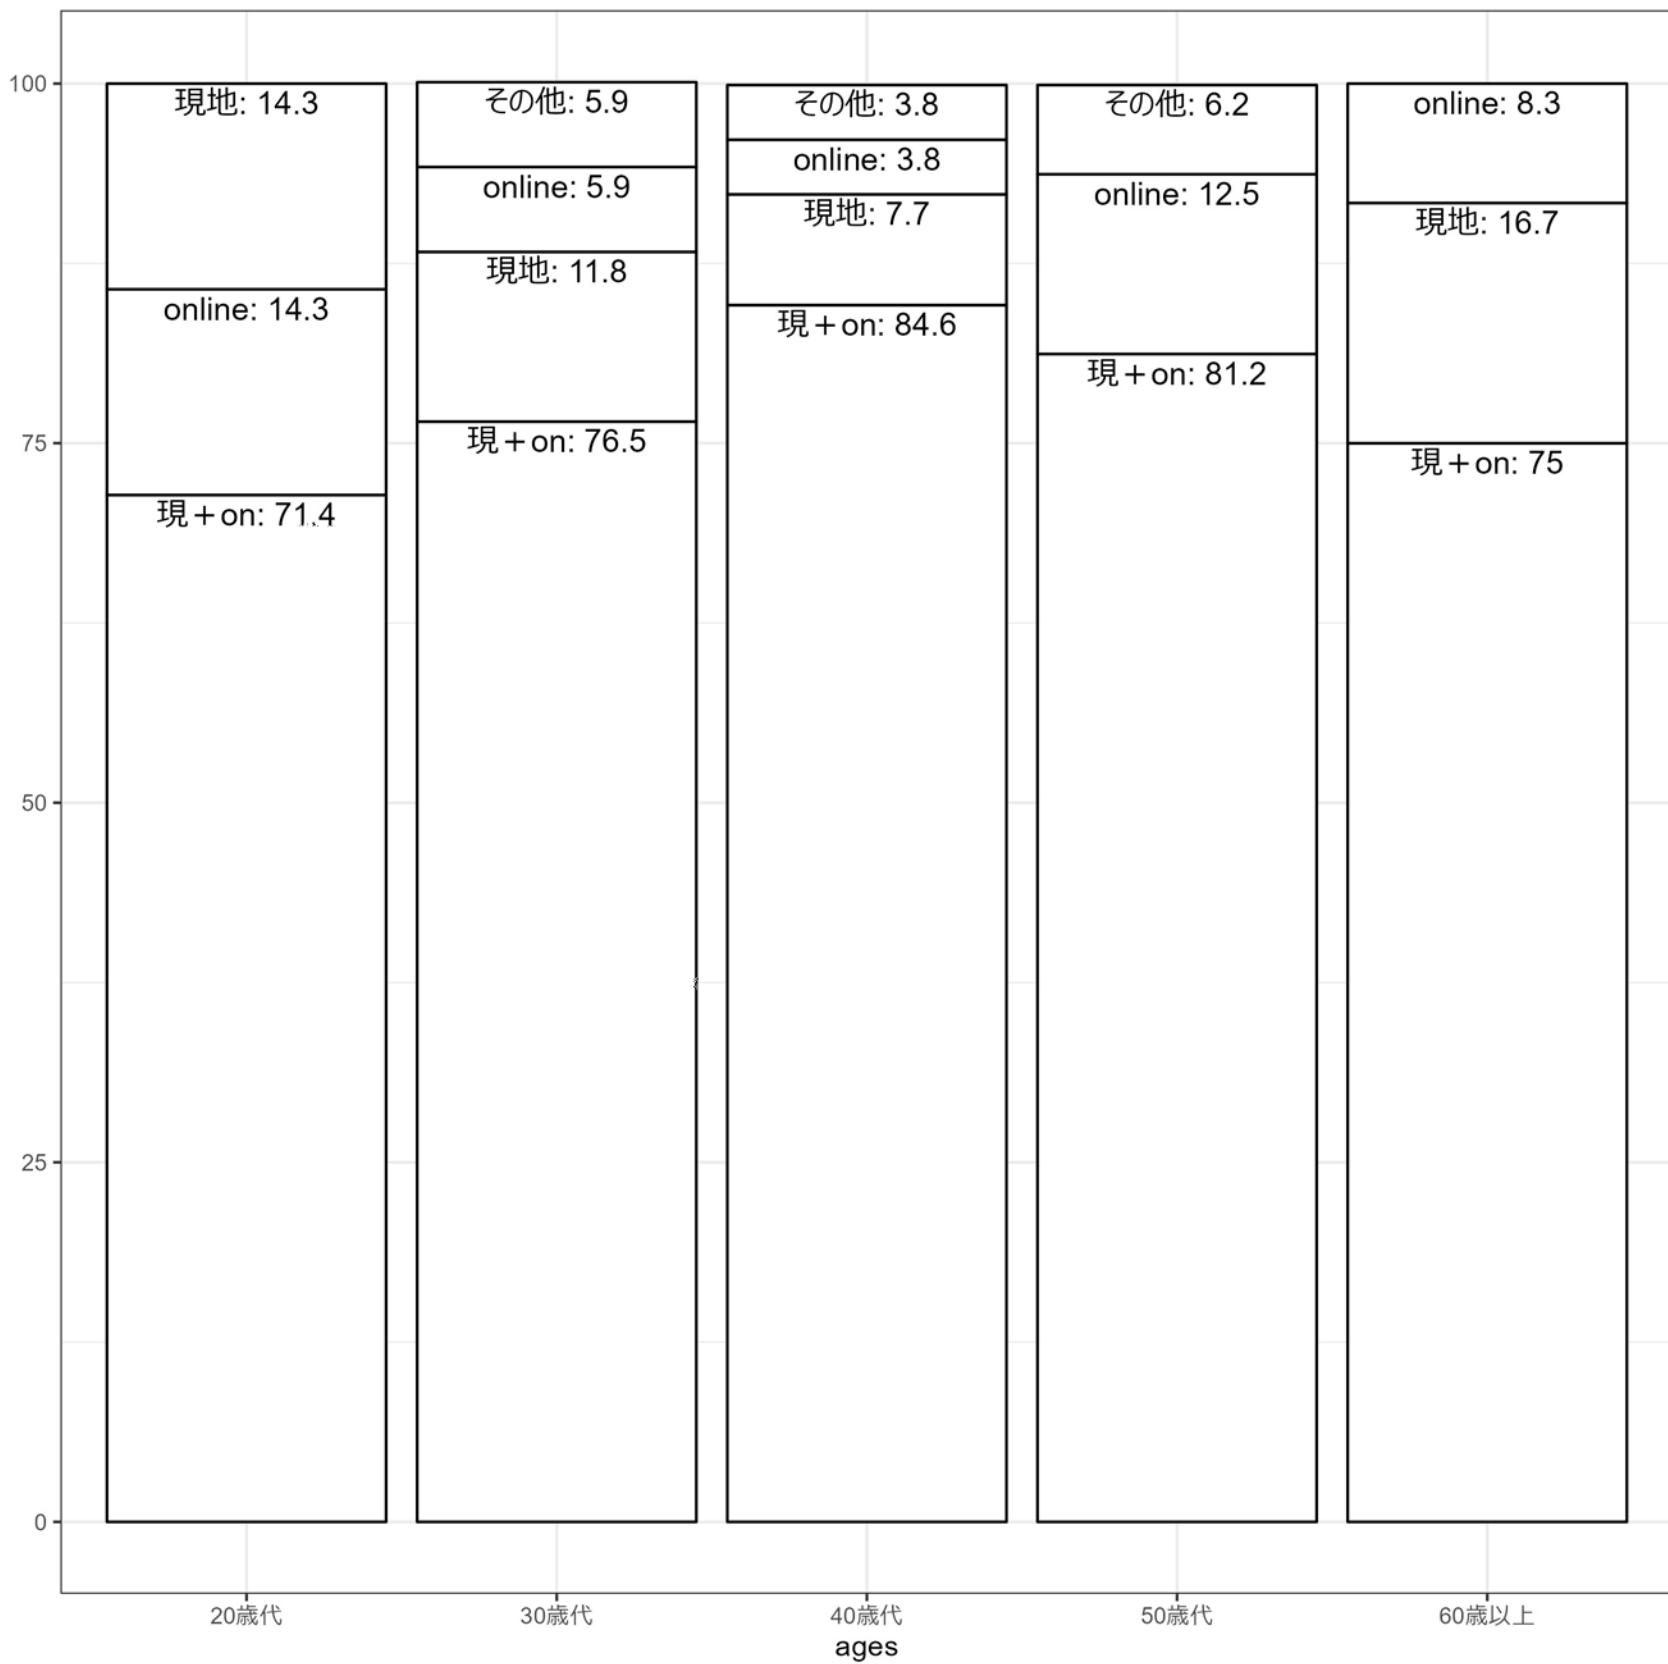 100
75
50
25
0
現地: 14.3
online: 14.3
現＋on: 71.4
その他: 5.9
online: 5.9
現地: 11.8
現＋on: 76.5
その他: 3.8
online: 3.8
現地: 7.7
現＋on: 84.6
その他: 6.2
online: 12.5
現＋on: 81.2
online: 8.3
現地: 16.7
現＋on: 75
20歳代
30歳代
40歳代
50歳代
60歳以上
ages